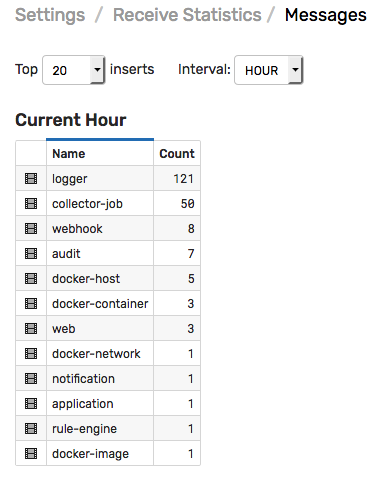 Settings / Receive Statistics / Messages
Top 20 inserts Interval: HOUR
Current Hour
Name Count
logger 121
collector-job 50
webhook 8
audit 7
docker-host 5
docker-container 3
web 3
docker-network 1
notification 1
application 1
rule-engine 1
docker-image 1